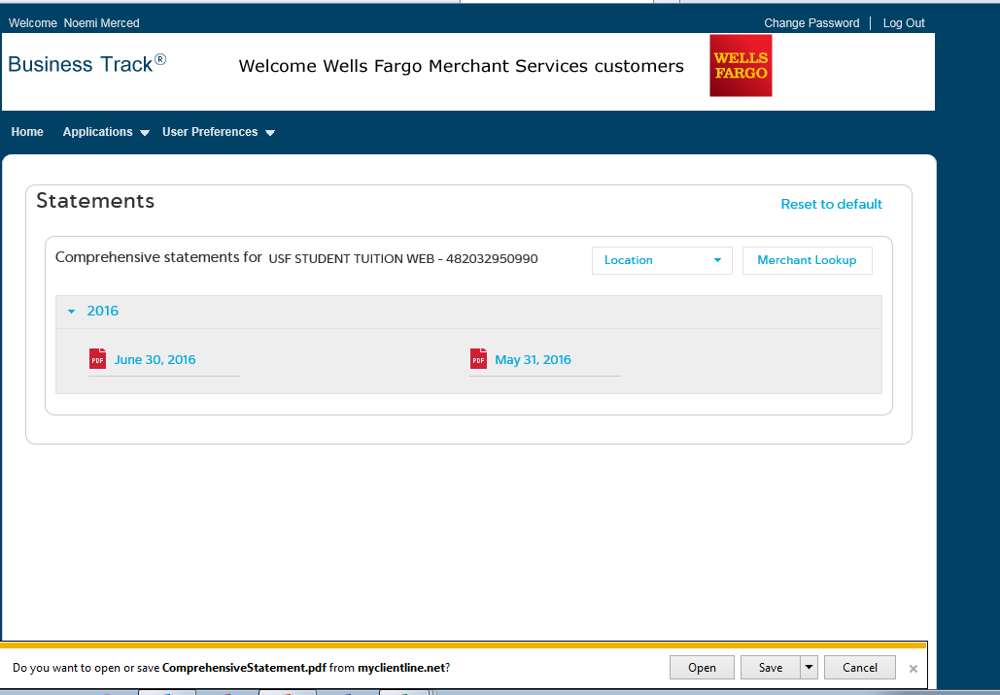 Welcome Noemi Merced
Change Password | Log Out
Business Track®
Welcome Wells Fargo Merchant Services customers
WELLS
FARGO
Home Applications User Preferences
Statements
Reset to default
Comprehensive statements for USF STUDENT TUITION WEB - 482032950990
Location
Merchant Lookup
2016
PDF June 30, 2016
PDF May 31, 2016
Do you want to open or save ComprehensiveStatement.pdf from myclientline.net?
Open
Save
Cancel
×